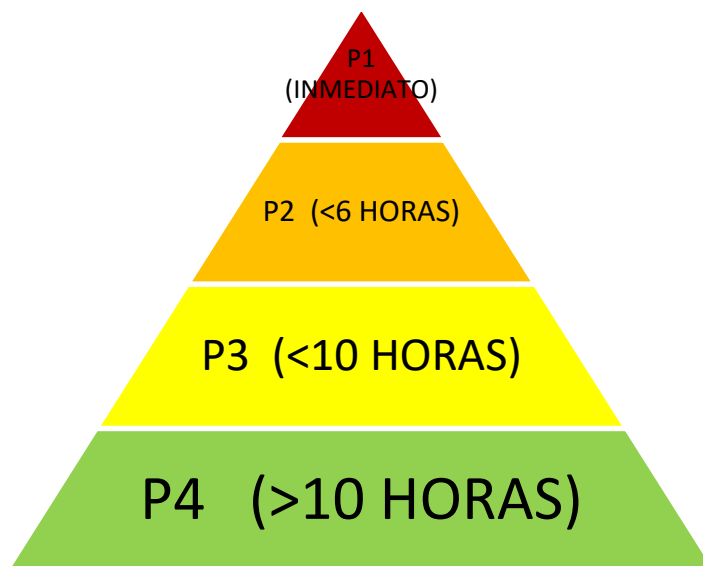 P1
(INMEDIATO)
P2 (<6 HORAS)
P3 (<10 HORAS)
P4 (>10 HORAS)